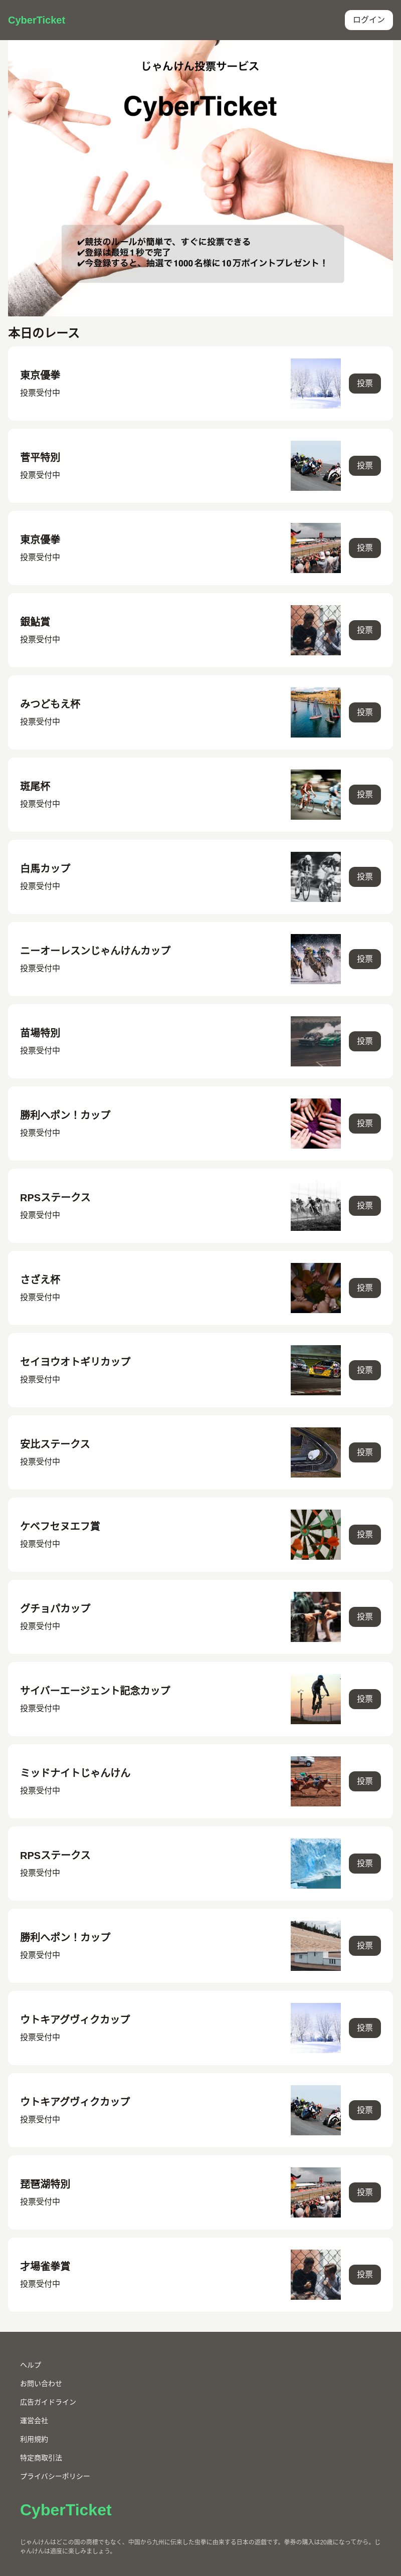 CyberTicket
ログイン
じゃんけん投票サービス
CyberTicket
✔競技のルールが簡単で、すぐに投票できる
✔登録は最短1秒で完了
✔今登録すると、抽選で1000名様に10万ポイントプレゼント！
本日のレース
東京優拳
投票受付中
投票
菅平特別
投票受付中
投票
東京優拳
投票受付中
投票
銀鮎賞
投票受付中
投票
みつどもえ杯
投票受付中
投票
斑尾杯
投票受付中
投票
白馬カップ
投票受付中
投票
ニーオーレスンじゃんけんカップ
投票受付中
投票
苗場特別
投票受付中
投票
勝利へポン！カップ
投票受付中
投票
RPSステークス
投票受付中
投票
さざえ杯
投票受付中
投票
セイヨウオトギリカップ
投票受付中
投票
安比ステークス
投票受付中
投票
ケベフセヌエフ賞
投票受付中
投票
グチョパカップ
投票受付中
投票
サイバーエージェント記念カップ
投票受付中
投票
ミッドナイトじゃんけん
投票受付中
投票
RPSステークス
投票受付中
投票
勝利へポン！カップ
投票受付中
投票
ウトキアグヴィクカップ
投票受付中
投票
ウトキアグヴィクカップ
投票受付中
投票
琵琶湖特別
投票受付中
投票
才場雀拳賞
投票受付中
投票
ヘルプ
お問い合わせ
広告ガイドライン
運営会社
利用規約
特定商取引法
プライバシーポリシー
CyberTicket
じゃんけんはどこの国の商標でもなく、中国から九州に伝来した虫拳に由来する日本の遊戯です。拳券の購入は20歳になってから。じ
ゃんけんは適度に楽しみましょう。